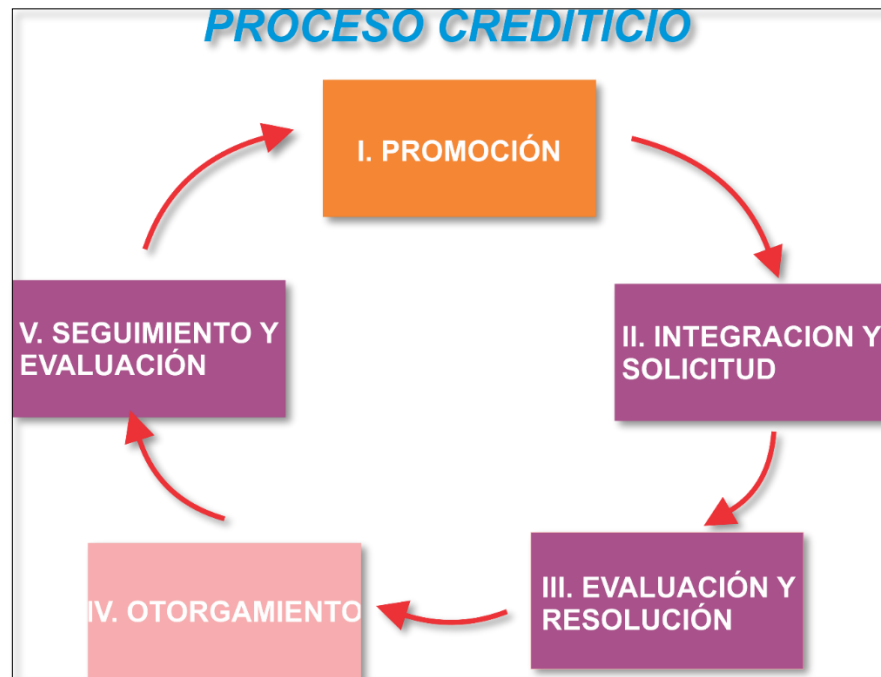 PROCESO CREDITICIO
I. PROMOCIÓN
II. INTEGRACION Y
SOLICITUD
III. EVALUACIÓN Y
RESOLUCIÓN
IV. OTORGAMIENTO
V. SEGUIMIENTO Y
EVALUACIÓN